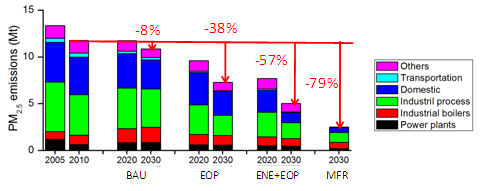 PM2.5 emissions (Mt)
15
10
5
0
-8%
-38%
-57%
-79%
2005 2010 2020 2030 2020 2030 2020 2030 2030
BAU EOP ENE+EOP MFR
Others
Transportation
Domestic
Industril process
Industrial boilers
Power plants